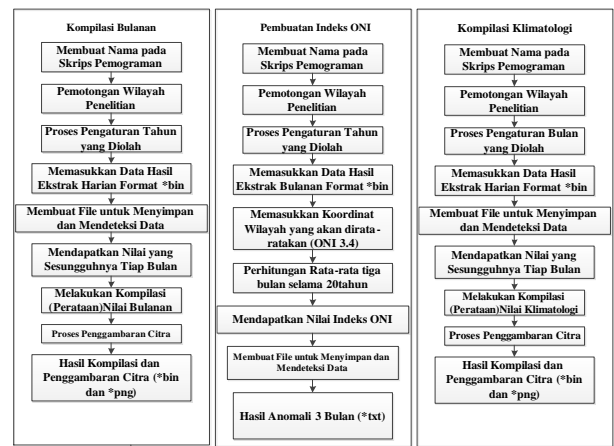 Kompilasi Bulanan
Membuat Nama pada
Skrips Pemograman
Pemotongan Wilayah
Penelitian
Proses Pengaturan Tahun
yang Diolah
Memasukkan Data Hasil
Ekstrak Harian Format *bin
Membuat File untuk Menyimpan
dan Mendeteksi Data
Mendapatkan Nilai yang
Sesungguhnya Tiap Bulan
Melakukan Kompilasi
(Perataan)Nilai Bulanan
Proses Penggambaran Citra
Hasil Kompilasi dan
Penggambaran Citra (*bin
dan *png)
Pembuatan Indeks ONI
Membuat Nama pada
Skrips Pemograman
Pemotongan Wilayah
Penelitian
Proses Pengaturan Tahun
yang Diolah
Memasukkan Data Hasil
Ekstrak Bulanan Format *bin
Memasukkan Koordinat
Wilayah yang akan dirata-
ratakan (ONI 3.4)
Perhitungan Rata-rata tiga
bulan selama 20tahun
Mendapatkan Nilai Indeks ONI
Membuat File untuk Menyimpan dan
Mendeteksi Data
Hasil Anomali 3 Bulan (*txt)
Kompilasi Klimatologi
Membuat Nama pada
Skrips Pemograman
Pemotongan Wilayah
Penelitian
Proses Pengaturan Bulan
yang Diolah
Memasukkan Data Hasil
Ekstrak Harian Format *bin
Membuat File untuk Menyimpan
dan Mendeteksi Data
Mendapatkan Nilai yang
Sesungguhnya Tiap Bulan
Melakukan Kompilasi
(Perataan)Nilai Klimatologi
Proses Penggambaran Citra
Hasil Kompilasi dan
Penggambaran Citra (*bin
dan *png)